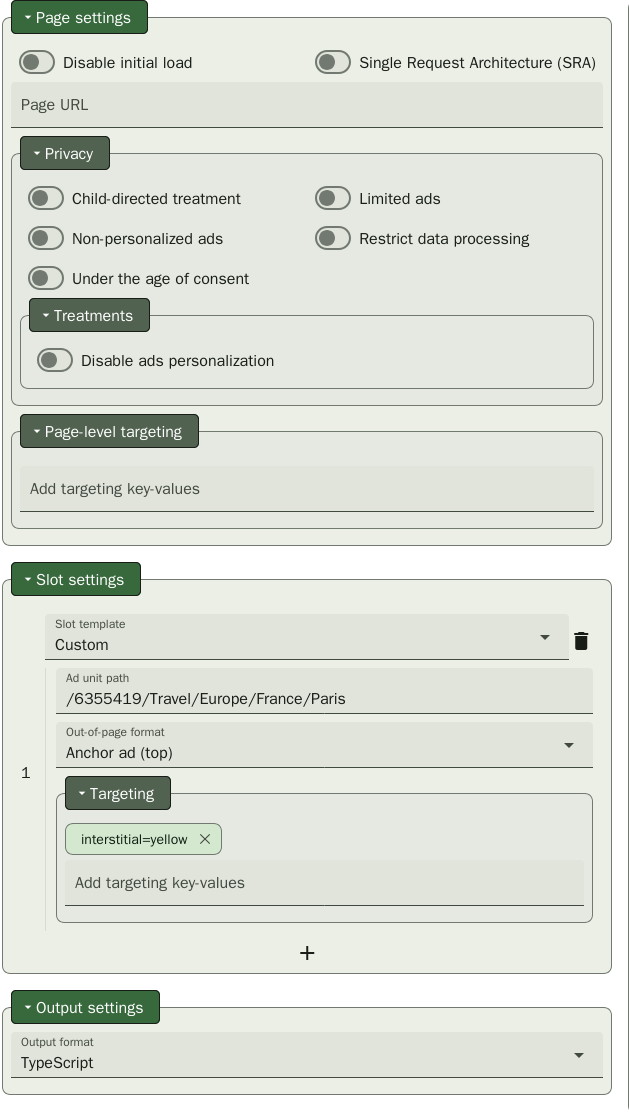 Page settings
Disable initial load
Single Request Architecture (SRA)
Page URL
Privacy
Child-directed treatment
Limited ads
Non-personalized ads
Restrict data processing
Under the age of consent
Treatments
Disable ads personalization
Page-level targeting
Add targeting key-values
Slot settings
Slot template
Custom
Ad unit path
/6355419/Travel/Europe/France/Paris
Out-of-page format
Anchor ad (top)
1
Targeting
interstitial=yellow
Add targeting key-values
Output settings
Output format
TypeScript